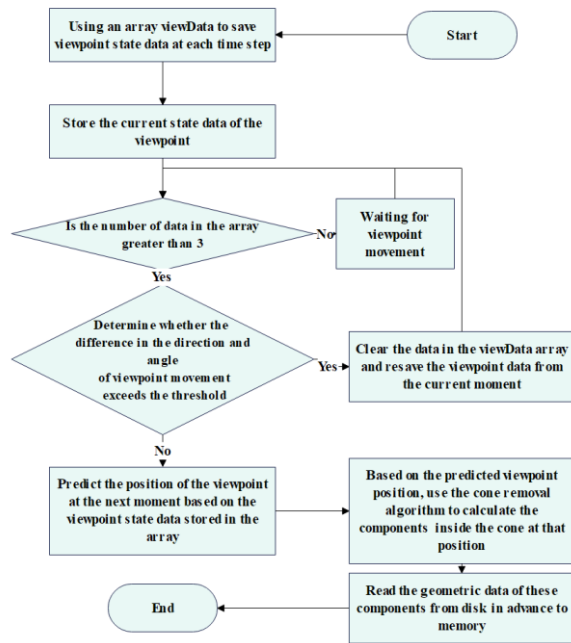 Start
Using an array viewData to save
viewpoint state data at each time
step
Store the current state data of the
viewpoint
Is the number of data in the array
greater than 3
No
Waiting for
viewpoint
movement
Yes
Determine whether the
difference in the direction and
angle
of viewpoint movement
exceeds the threshold
Yes
Clear the data in the viewData array
and resave the viewpoint data from
the current moment
No
Predict the position of the viewpoint
at the next moment based on the
viewpoint state data stored in the
array
Based on the predicted viewpoint
position, use the cone removal
algorithm to calculate the
components inside the cone at that
position
Read the geometric data of these
components from disk in advance to
memory
End